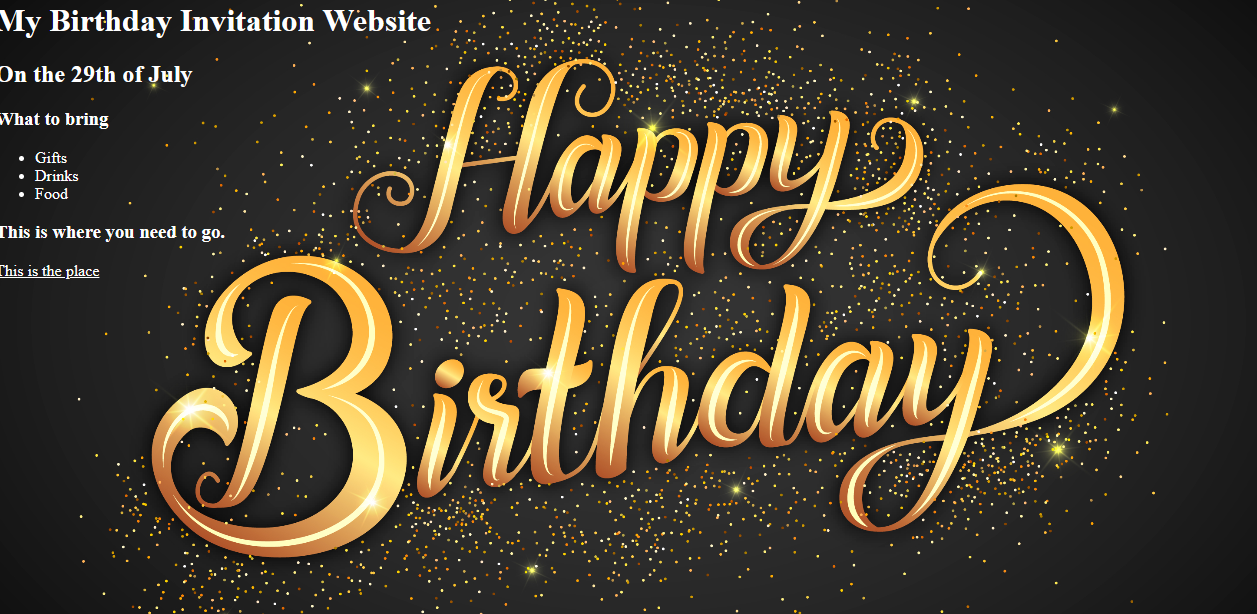 My Birthday Invitation Website
On the 29th of July
What to bring
Gifts
Drinks
Food
This is where you need to go.
This is the place
Happy
Birthday